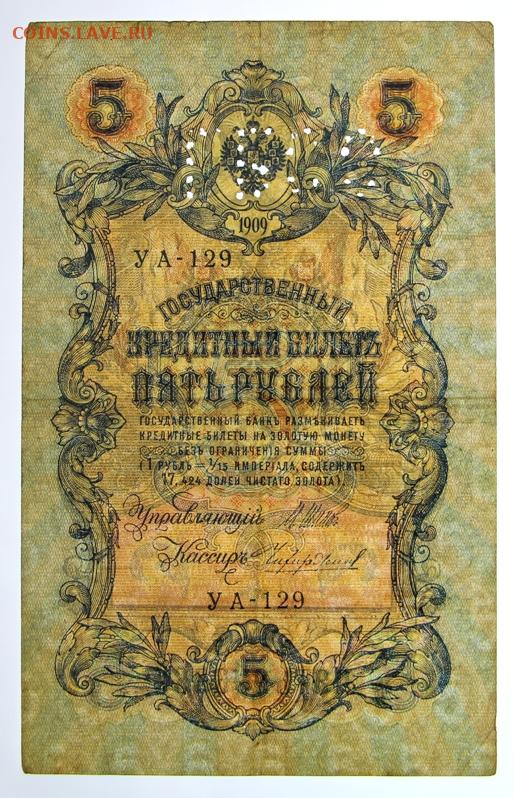 COINS.LAVE.RU
5 5
1909
УА-129
ГОСУДАРСТВЕННЫЙ
КРЕДИТНЫЙ БИЛЕТЪ
ПЯТЬ РУБЛЕЙ
ГОСУДАРСТВЕННЫЙ БАНКЪ РАЗМѢНИВАЕТЪ
КРЕДИТНЫЕ БИЛЕТЫ НА ЗОЛОТУЮ МОНЕТУ
БЕЗЪ ОГРАНИЧЕНІЯ СУММЫ
(1 РУБЛЬ = 1/15 ИМПЕРІАЛА, СОДЕРЖИТЪ
17,424 ДОЛЕЙ ЧИСТАГО ЗОЛОТА).
Управляющій
Кассиръ
УА-129
5